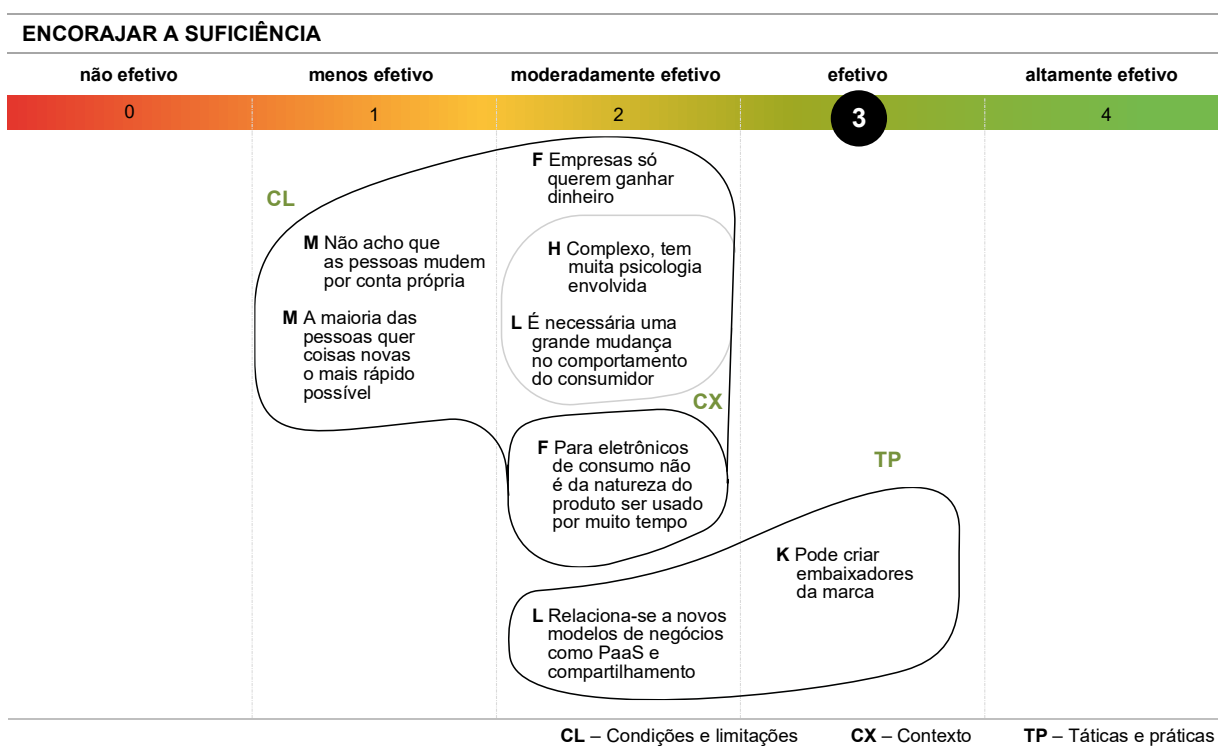 ENCORAJAR A SUFICIÊNCIA
não efetivo menos efetivo moderadamente efetivo efetivo altamente efetivo
0 1 2 3 4
CL
F Empresas só
querem ganhar
dinheiro
M Não acho que
as pessoas mudem
por conta própria
H Complexo, tem
muita psicologia
envolvida
M A maioria das
pessoas quer
coisas novas
o mais rápido
possível
L É necessária uma
grande mudança
no comportamento
do consumidor
CX
F Para eletrônicos
de consumo não
é da natureza do
produto ser usado
por muito tempo
TP
K Pode criar
embaixadores
da marca
L Relaciona-se a novos
modelos de negócios
como PaaS e
compartilhamento
CL – Condições e limitações CX – Contexto TP – Táticas e práticas